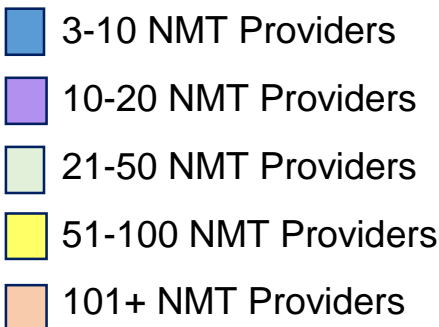 3-10 NMT Providers
10-20 NMT Providers
21-50 NMT Providers
51-100 NMT Providers
101+ NMT Providers